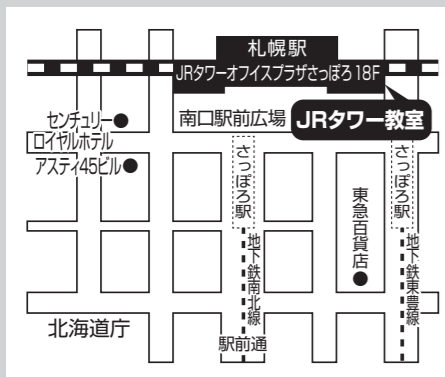 札幌駅
JRタワーオフィスプラザさっぽろ 18F
センチュリー
ロイヤルホテル
アスティ45ビル
南口駅前広場
JRタワー教室
さっぽろ駅
さっぽろ駅
東急百貨店
地下鉄南北線
地下鉄東豊線
北海道庁
駅前通